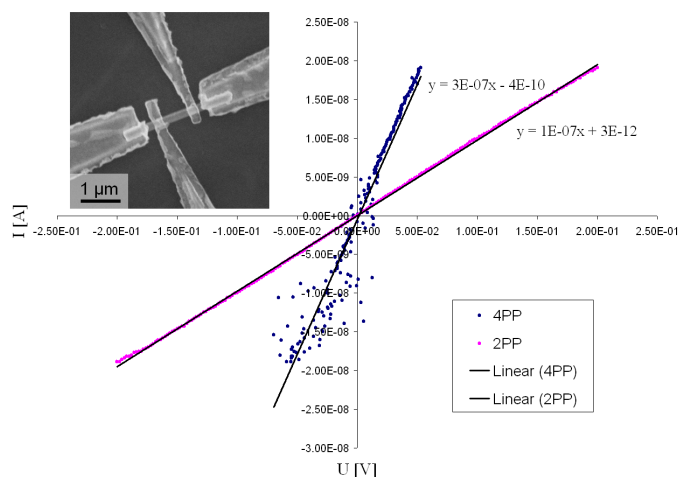 2.50E-08
2.00E-08
1.50E-08
1.00E-08
5.00E-09
0.00E+00
-5.00E-09
-1.00E-08
-1.50E-08
-2.00E-08
-2.50E-08
-3.00E-08
y = 3E-07x - 4E-10
y = 1E-07x + 3E-12
1 µm
I [A]
-2.50E-01 -2.00E-01 -1.50E-01 -1.00E-01 -5.00E-02 0.00E+00 5.00E-02 1.00E-01 1.50E-01 2.00E-01 2.50E-01
4PP
2PP
Linear (4PP)
Linear (2PP)
U [V]